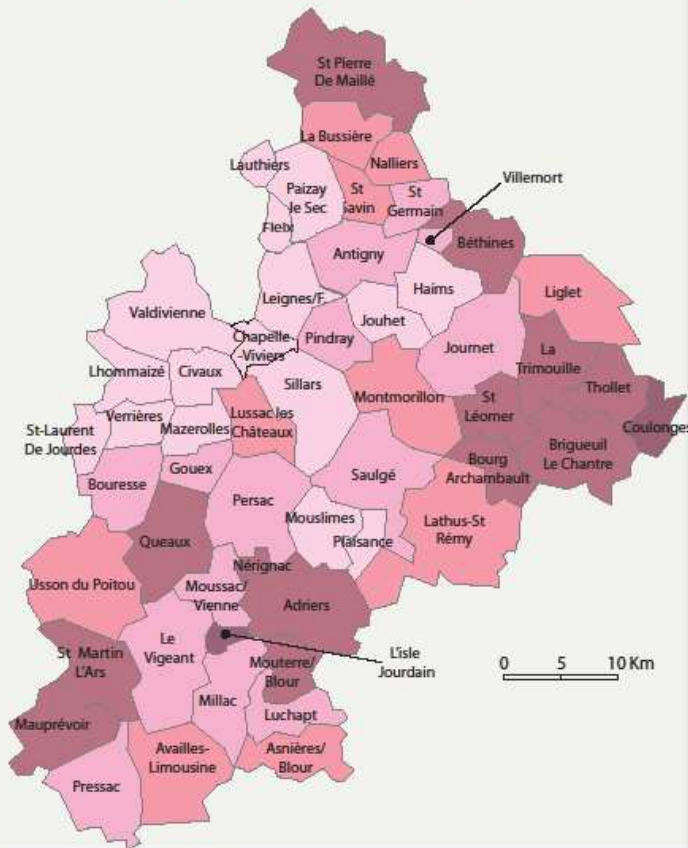 St Pierre
De Maillé
La Bussière
Lauthiers
Nalliers
Paizay
le Sec
St
Savin
St
Germain
Villemort
Fleix
Antigny
Béthines
Haims
Leignes/F.
Liglet
Valdivienne
Jouhet
Chapelle
-Viviers
Pindray
Journet
La
Trimouille
Lhommaizé
Civaux
Sillars
Thollet
Montmorillon
St
Léomer
Verrières
Lussac les
Châteaux
St-Laurent
De Jourdes
Mazerolles
Coulonges
Brigueuil
Le Chantre
Gouex
Saulgé
Bourg
Archambault
Bouresse
Persac
Mouslimes
Lathus-St
Rémy
Queaux
Plaisance
Nérignac
Usson du Poitou
Moussac/
Vienne
Adriers
Le
Vigeant
St Martin
L'Ars
L'isle
Jourdain
0 5 10 Km
Mouterre/
Blour
Millac
Luchapt
Mauprévoir
Availles-
Limousine
Asnières/
Blour
Pressac